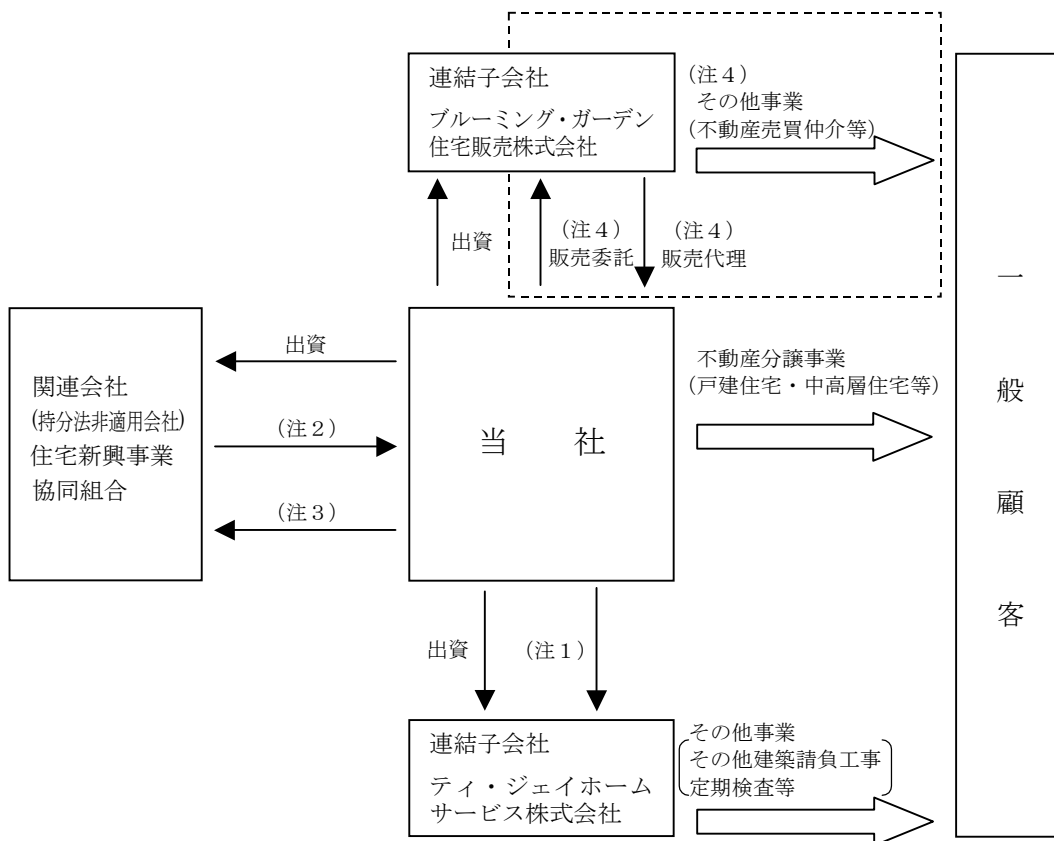 連結子会社
ブルーミング・ガーデン
住宅販売株式会社
(注4)
その他事業
(不動産売買仲介等)
出資
(注4)
販売委託
(注4)
販売代理
関連会社
(持分法非適用会社)
住宅新興事業
協同組合
出資
(注2)
(注3)
当 社
不動産分譲事業
(戸建住宅・中高層住宅等)
一般顧客
出資
(注1)
連結子会社
ティ・ジェイホーム
サービス株式会社
その他事業
その他建築請負工事
定期検査等